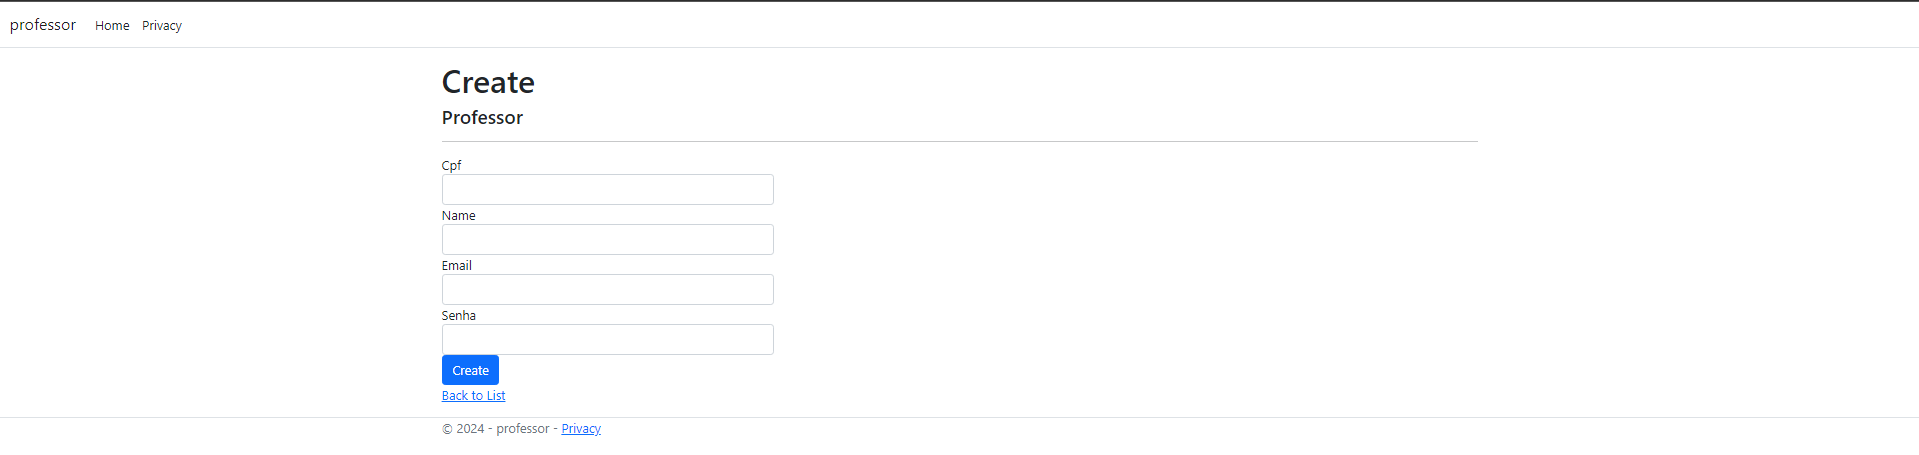 professor Home Privacy
Create
Professor
Cpf
Name
Email
Senha
Create
Back to List
© 2024 - professor - Privacy